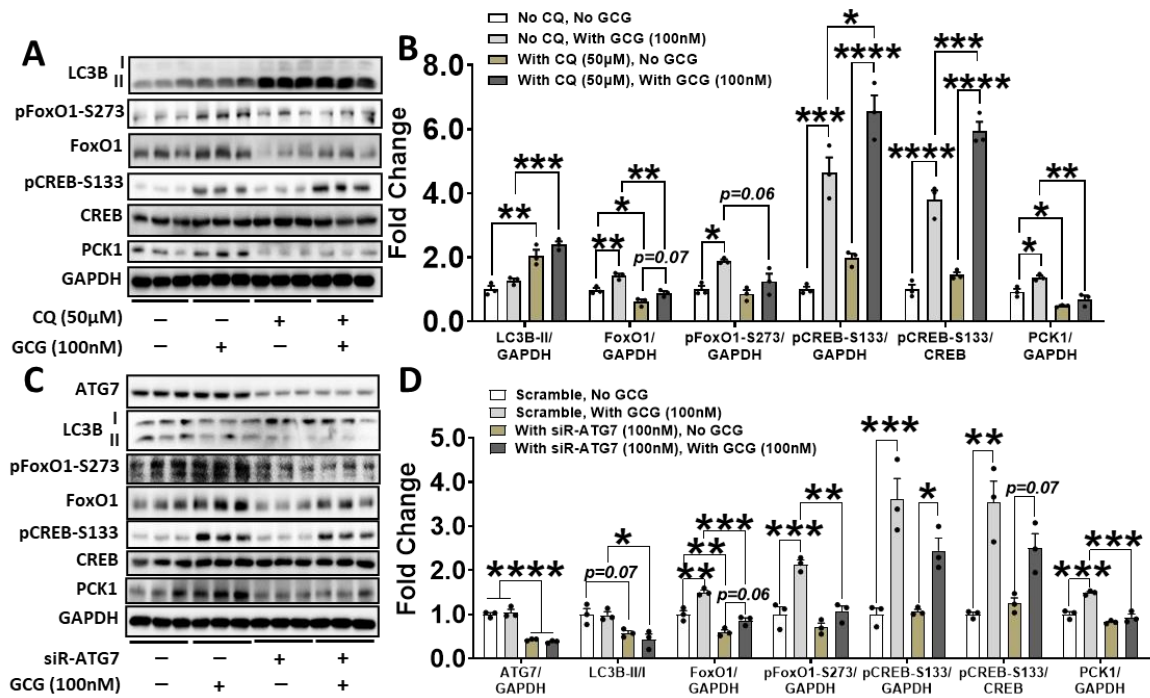 A
LC3B
I
II
pFoxO1-S273
FoxO1
pCREB-S133
CREB
PCK1
GAPDH
CQ (50µM) – – + +
GCG (100nM) – + – +
B
No CQ, No GCG
No CQ, With GCG (100nM)
With CQ (50µM), No GCG
With CQ (50µM), With GCG (100nM)
Fold Change
8.0
6.0
4.0
2.0
0.0
**
***
*
**
*
**
p=0.07
*
p=0.06
***
*
****
****
***
****
*
*
**
LC3B-II/
GAPDH
FoxO1/
GAPDH
pFoxO1-S273/
GAPDH
pCREB-S133/
GAPDH
pCREB-S133/
CREB
PCK1/
GAPDH
C
ATG7
LC3B
I
II
pFoxO1-S273
FoxO1
pCREB-S133
CREB
PCK1
GAPDH
siR-ATG7 – – + +
GCG (100nM) – + – +
D
Scramble, No GCG
Scramble, With GCG (100nM)
With siR-ATG7 (100nM), No GCG
With siR-ATG7 (100nM), With GCG (100nM)
Fold Change
5.0
4.0
3.0
2.0
1.0
0.0
****
p=0.07
*
***
**
**
p=0.06
***
**
***
*
**
p=0.07
***
***
ATG7/
GAPDH
LC3B-II/I
FoxO1/
GAPDH
pFoxO1-S273/
GAPDH
pCREB-S133/
GAPDH
pCREB-S133/
CREB
PCK1/
GAPDH